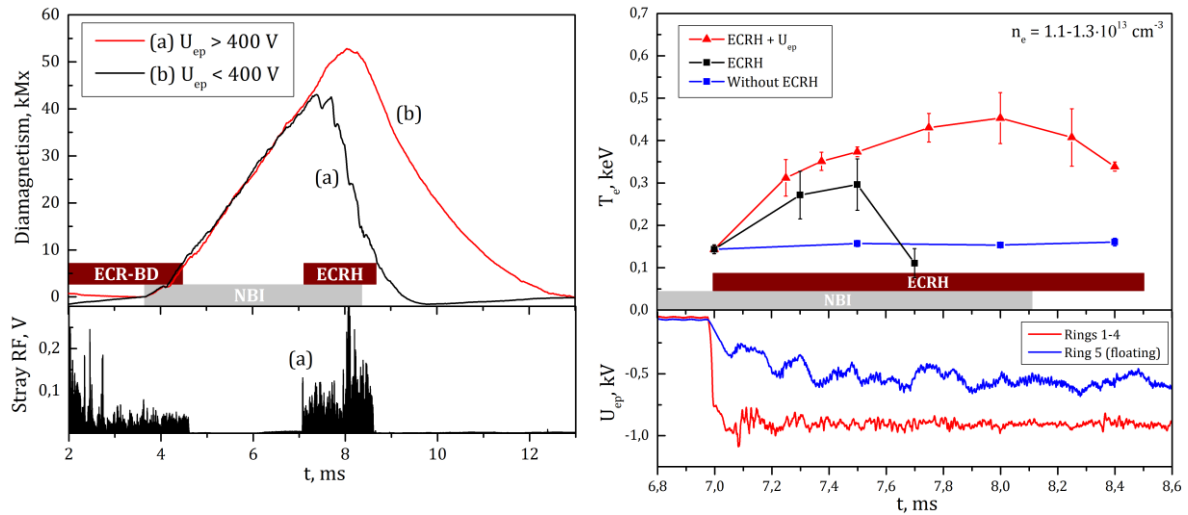 60
50
40
30
20
10
0
Diamagnetism, kMx
(a) U_ep > 400 V
(b) U_ep < 400 V
(b)
(a)
ECR-BD
ECRH
NBI
0,2
0,1
Stray RF, V
(a)
2 4 6 8 10 12
t, ms
0,6
0,5
0,4
0,3
0,2
0,1
0,0
T_e, keV
ECRH + U_ep
ECRH
Without ECRH
n_e = 1.1-1.3·10^13 cm^-3
ECRH
NBI
-0,5
-1,0
U_ep, kV
Rings 1-4
Ring 5 (floating)
6,8 7,0 7,2 7,4 7,6 7,8 8,0 8,2 8,4 8,6
t, ms